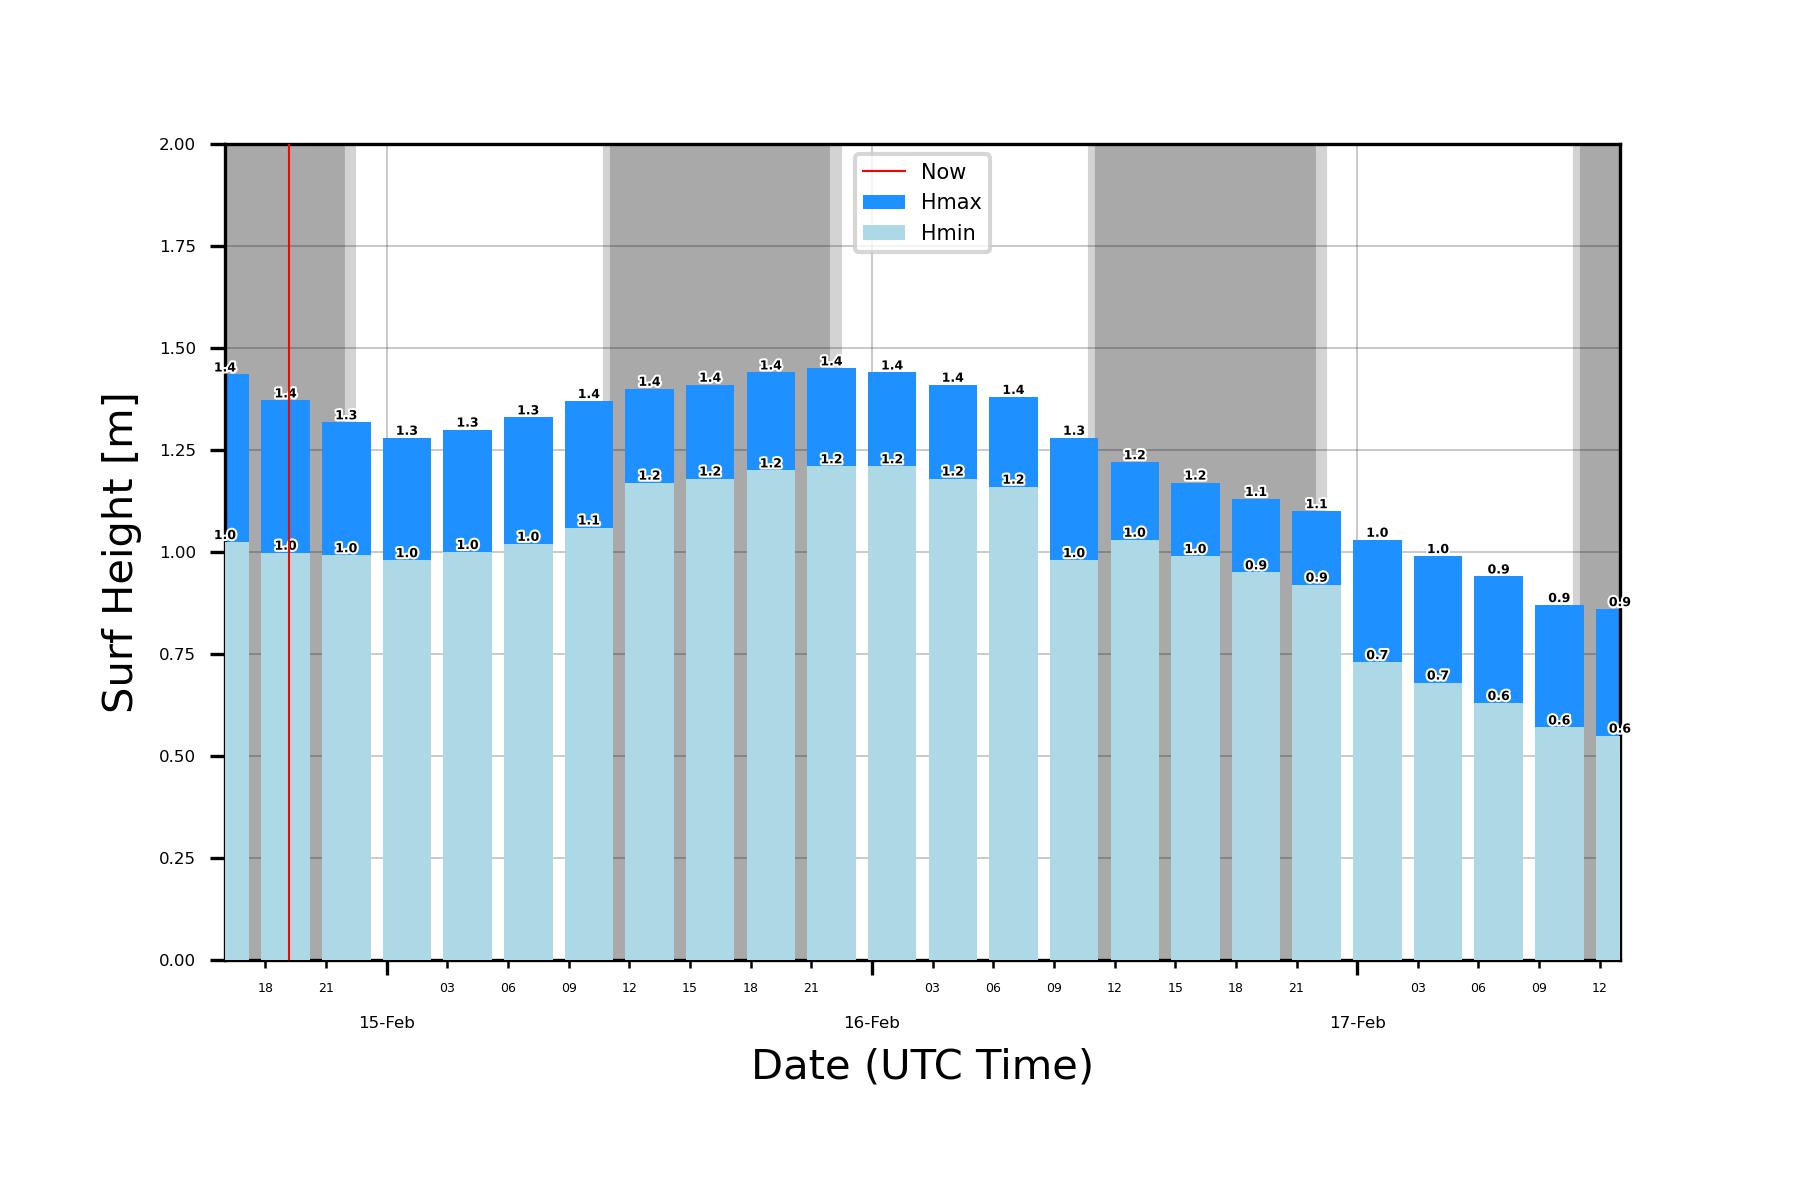 2.00
1.75
1.50
1.25
1.00
0.75
0.50
0.25
0.00
Surf Height [m]
Now
Hmax
Hmin
1.4 1.4 1.3 1.3 1.3 1.3 1.4 1.4 1.4 1.4 1.4 1.4 1.4 1.4 1.3 1.2 1.2 1.1 1.1 1.0 1.0 0.9 0.9 0.9
1.0 1.0 1.0 1.0 1.0 1.0 1.1 1.2 1.2 1.2 1.2 1.2 1.2 1.2 1.0 1.0 1.0 0.9 0.9 0.7 0.7 0.6 0.6 0.6
18 21 03 06 09 12 15 18 21 03 06 09 12 15 18 21 03 06 09 12
15-Feb 16-Feb 17-Feb
Date (UTC Time)